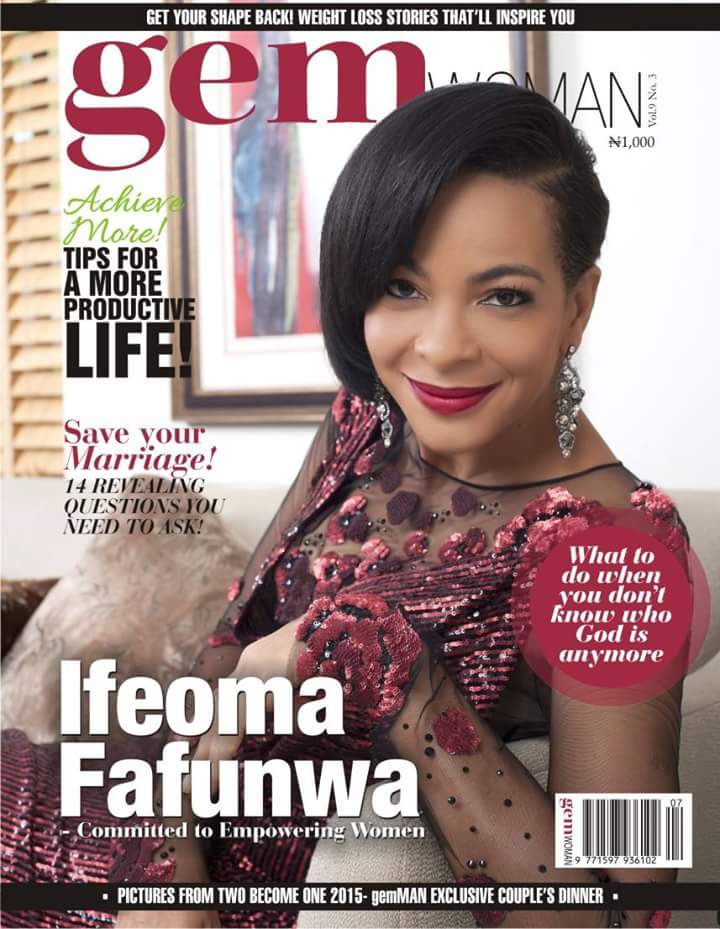 GET YOUR SHAPE BACK! WEIGHT LOSS STORIES THAT'LL INSPIRE YOU
gem WOMAN
Vol.9 No. 3
₦1,000
Achieve
More!
TIPS FOR
A MORE
PRODUCTIVE
LIFE!
Save your
Marriage!
14 REVEALING
QUESTIONS YOU
NEED TO ASK!
What to
do when
you don't
know who
God is
anymore
Ifeoma
Fafunwa
- Committed to Empowering Women
gem WOMAN
07
9 771597 936102
• PICTURES FROM TWO BECOME ONE 2015- gemMAN EXCLUSIVE COUPLE'S DINNER •